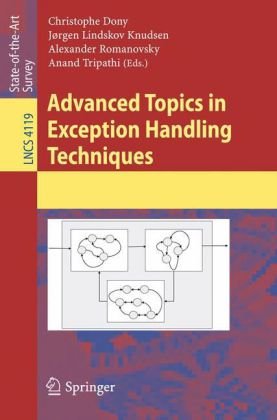 Christophe Dony
Jørgen Lindskov Knudsen
Alexander Romanovsky
Anand Tripathi (Eds.)
State-of-the-Art
Survey
LNCS 4119
Advanced Topics in
Exception Handling
Techniques
Springer